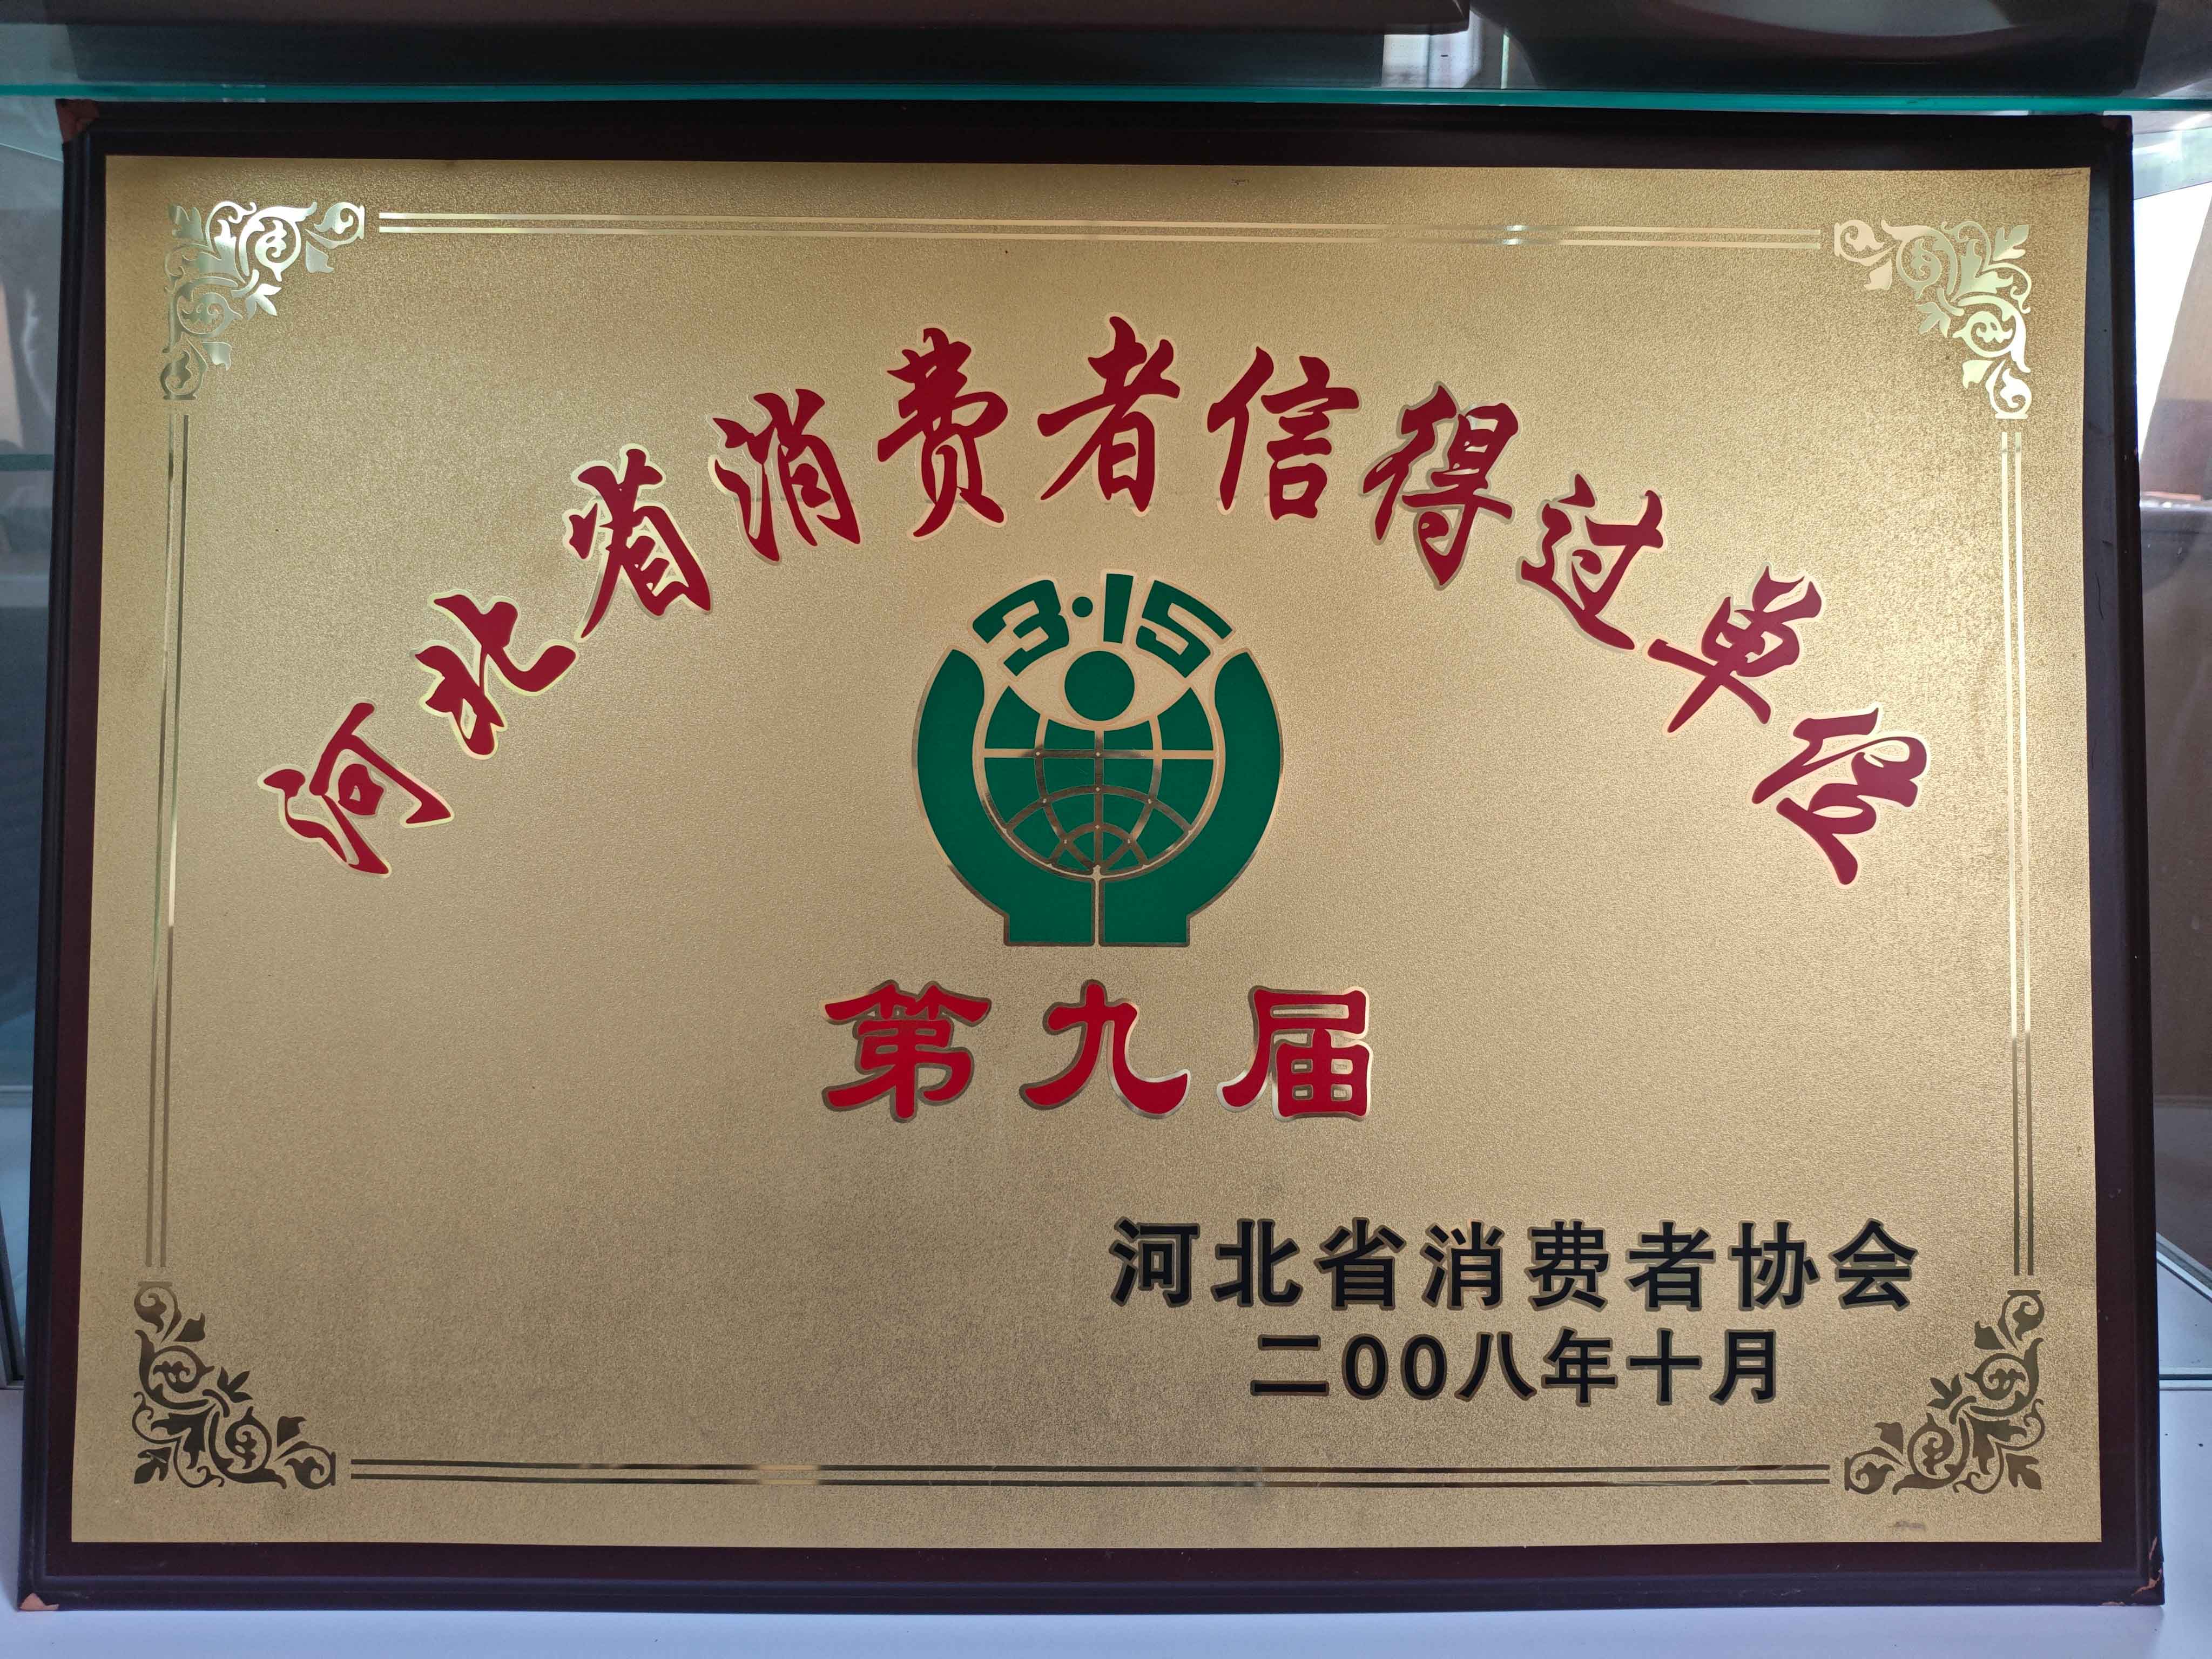 河北省消费者信得过单位
3·15
第九届
河北省消费者协会
二00八年十月